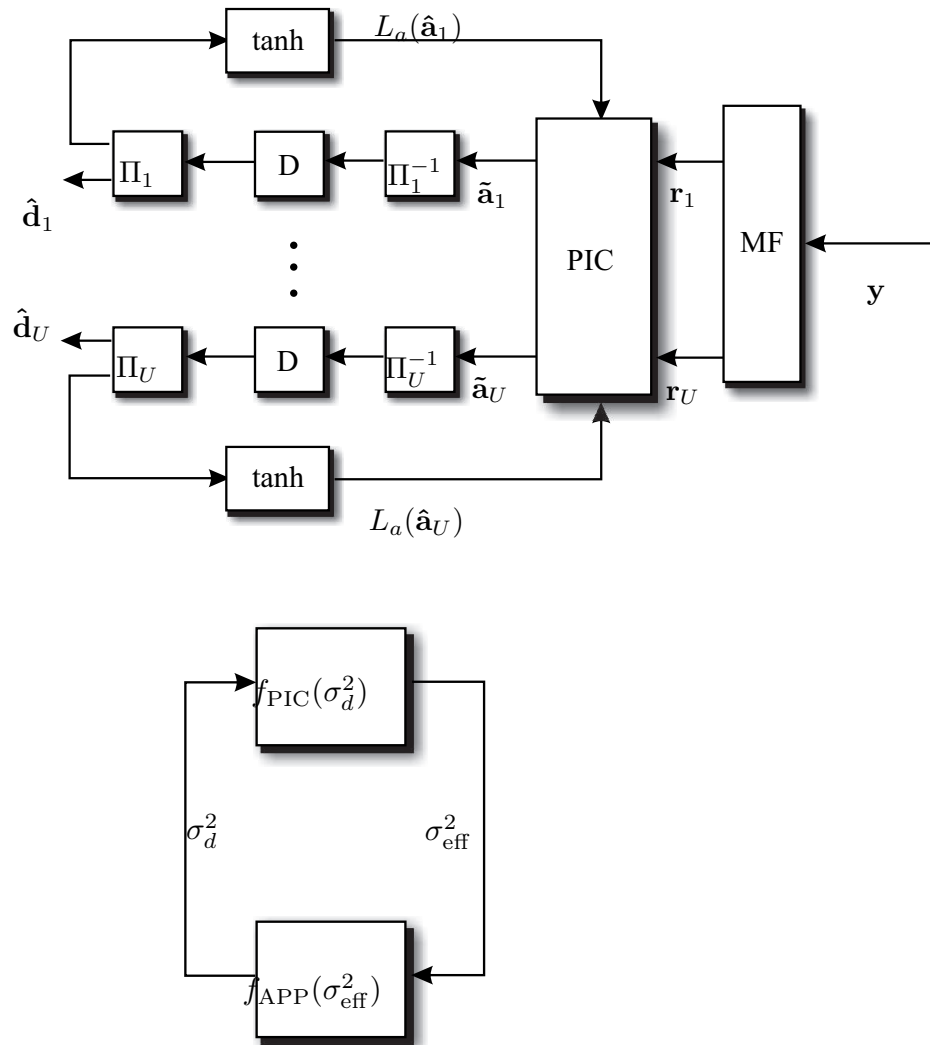 tanh
L_a(â_1)
Π_1
D
Π_1^{-1}
ã_1
r_1
d̂_1
PIC
MF
y
d̂_U
Π_U
D
Π_U^{-1}
ã_U
r_U
tanh
L_a(â_U)
f_PIC(σ_d^2)
σ_d^2
σ_eff^2
f_APP(σ_eff^2)